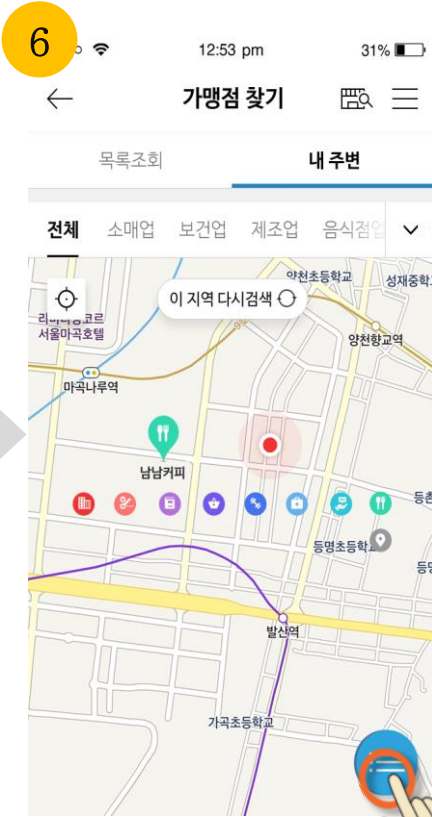 6
12:53 pm
31%
가맹점 찾기
목록조회
내 주변
전체
소매업
보건업
제조업
음식점업
양천초등학교
성재중학
이 지역 다시검색
서울마곡호텔
양천향교역
마곡나루역
남남커피
등촌
등명초등학교
등명
발산역
가곡초등학교